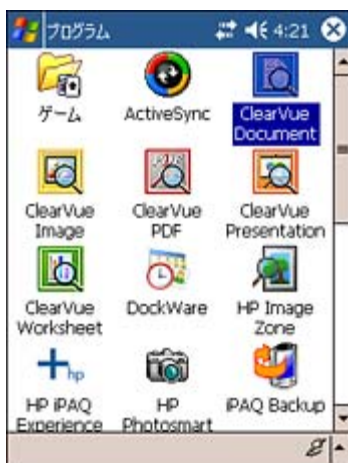 プログラム 4:21
ゲーム
ActiveSync
ClearVue
Document
ClearVue
Image
ClearVue
PDF
ClearVue
Presentation
ClearVue
Worksheet
DockWare
HP Image
Zone
hp
HP iPAQ
Experience
HP
Photosmart
iPAQ Backup